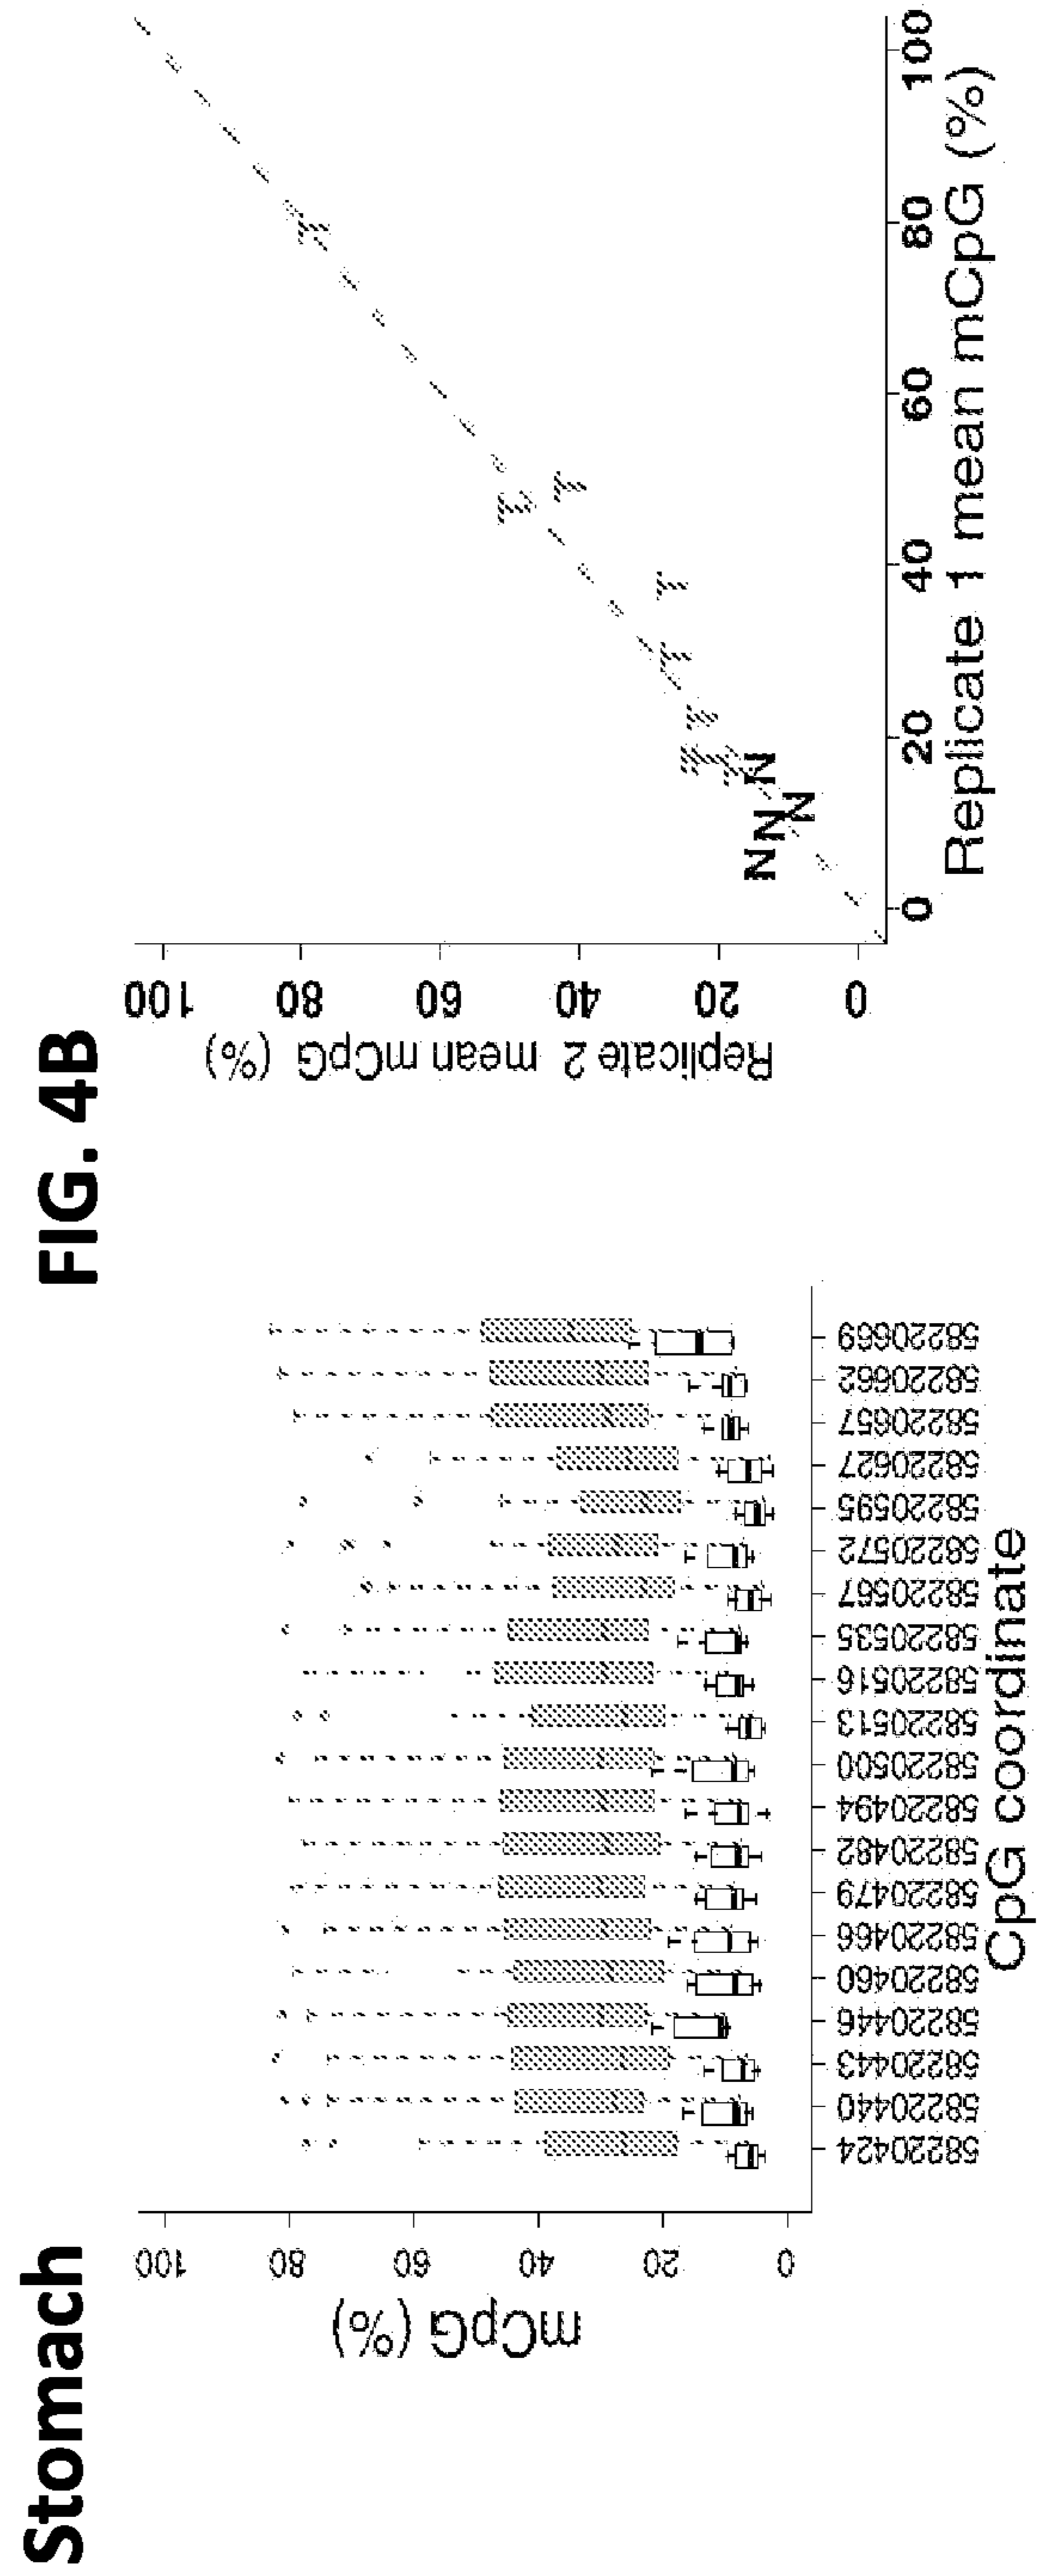 Stomach
FIG. 4B
mCpG (%)
100
80
60
40
20
0
58220424
58220440
58220443
58220446
58220460
58220466
58220479
58220482
58220494
58220500
58220513
58220516
58220535
58220567
58220572
58220595
58220627
58220657
58220662
58220669
CpG coordinate
Replicate 2 mean mCpG (%)
100
80
60
40
20
0
T
T
T
T
T
T
T
T
T
N
N
N
N
N
0
20
40
60
80
100
Replicate 1 mean mCpG (%)